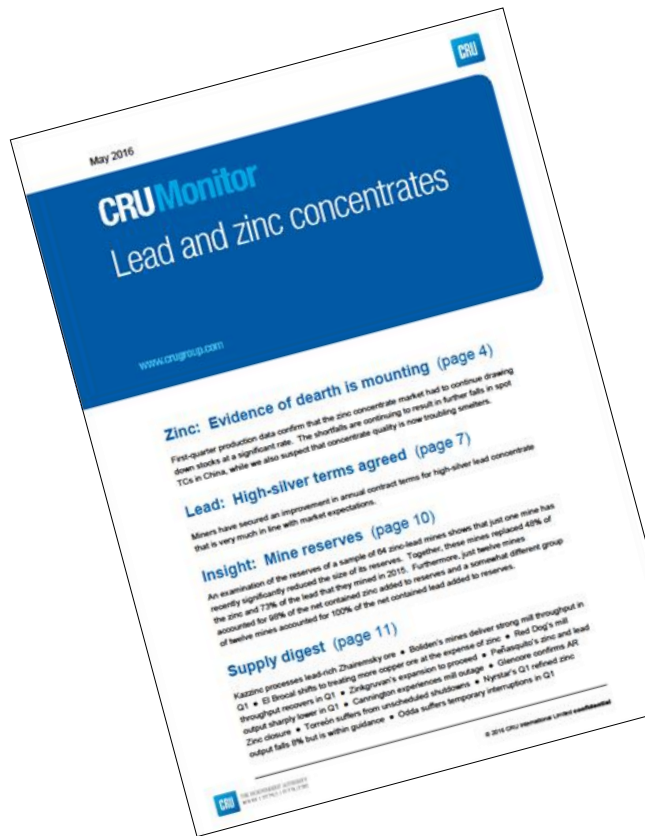 CRU
May 2016
CRUMonitor
Lead and zinc concentrates
www.crugroup.com
Zinc: Evidence of dearth is mounting (page 4)
First-quarter production data confirm that the zinc concentrate market had to continue drawing
down stocks at a significant rate. The shortfalls are continuing to result in further falls in spot
TCs in China, while we also suspect that concentrate quality is now troubling smelters.
Lead: High-silver terms agreed (page 7)
Miners have secured an improvement in annual contract terms for high-silver lead concentrate
that is very much in line with market expectations.
Insight: Mine reserves (page 10)
An examination of the reserves of a sample of 64 zinc-lead mines shows that just one mine has
recently significantly reduced the size of its reserves. Together, these mines replaced 48% of
the zinc and 73% of the lead that they mined in 2015. Furthermore, just twelve mines
accounted for 98% of the net contained zinc added to reserves and a somewhat different group
of twelve mines accounted for 100% of the net contained lead added to reserves.
Supply digest (page 11)
Kazzinc processes lead-rich Zhairemsky ore • Boliden's mines deliver strong mill throughput in
Q1 • El Brocal shifts to treating more copper ore at the expense of zinc • Red Dog's mill
throughput recovers in Q1 • Zinkgruvan's expansion to proceed • Peñasquito's zinc and lead
output sharply lower in Q1 • Cannington experiences mill outage • Glencore confirms AR
Zinc closure • Torreón suffers from unscheduled shutdowns • Nyrstar's Q1 refined zinc
output falls 8% but is within guidance • Odda suffers temporary interruptions in Q1
© 2016 CRU International Limited confidential
CRU
THE INDEPENDENT AUTHORITY